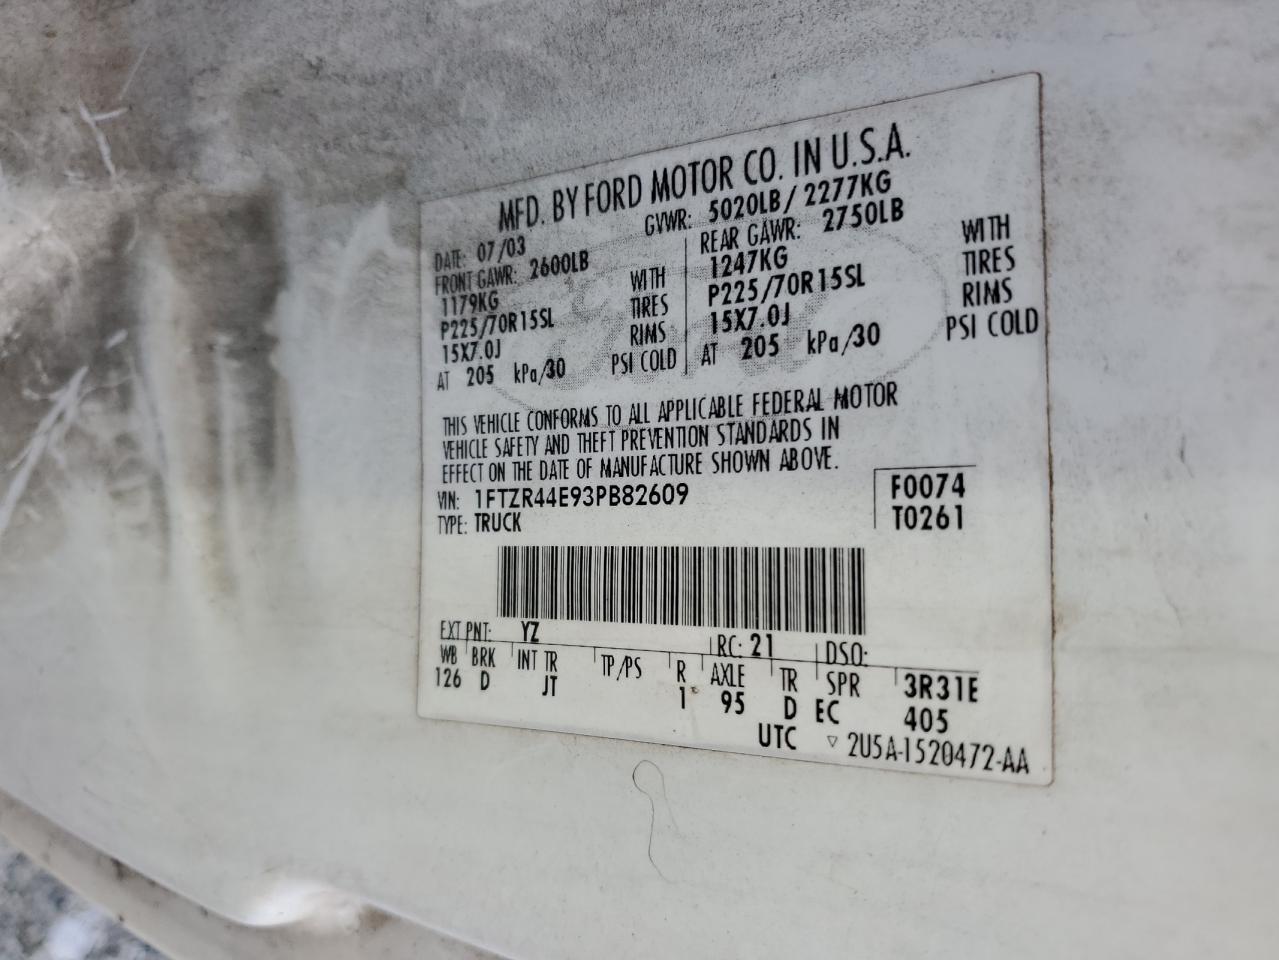 MFD. BY FORD MOTOR CO. IN U.S.A.
DATE: 07/03 GVWR: 5020LB/ 2277KG
FRONT GAWR: 2600LB REAR GAWR: 2750LB
1179KG WITH 1247KG WITH
P225/70R15SL TIRES P225/70R15SL TIRES
15X7.0J RIMS 15X7.0J RIMS
AT 205 kPa/30 PSI COLD AT 205 kPa/30 PSI COLD
THIS VEHICLE CONFORMS TO ALL APPLICABLE FEDERAL MOTOR
VEHICLE SAFETY AND THEFT PREVENTION STANDARDS IN
EFFECT ON THE DATE OF MANUFACTURE SHOWN ABOVE.
VIN: 1FTZR44E93PB82609 F0074
TYPE: TRUCK T0261
EXT PNT: YZ RC: 21 DSO:
WB BRK INT TR TP/PS R AXLE TR SPR 3R31E
126 D JT 1 95 D EC 405
UTC ▽ 2U5A-1520472-AA